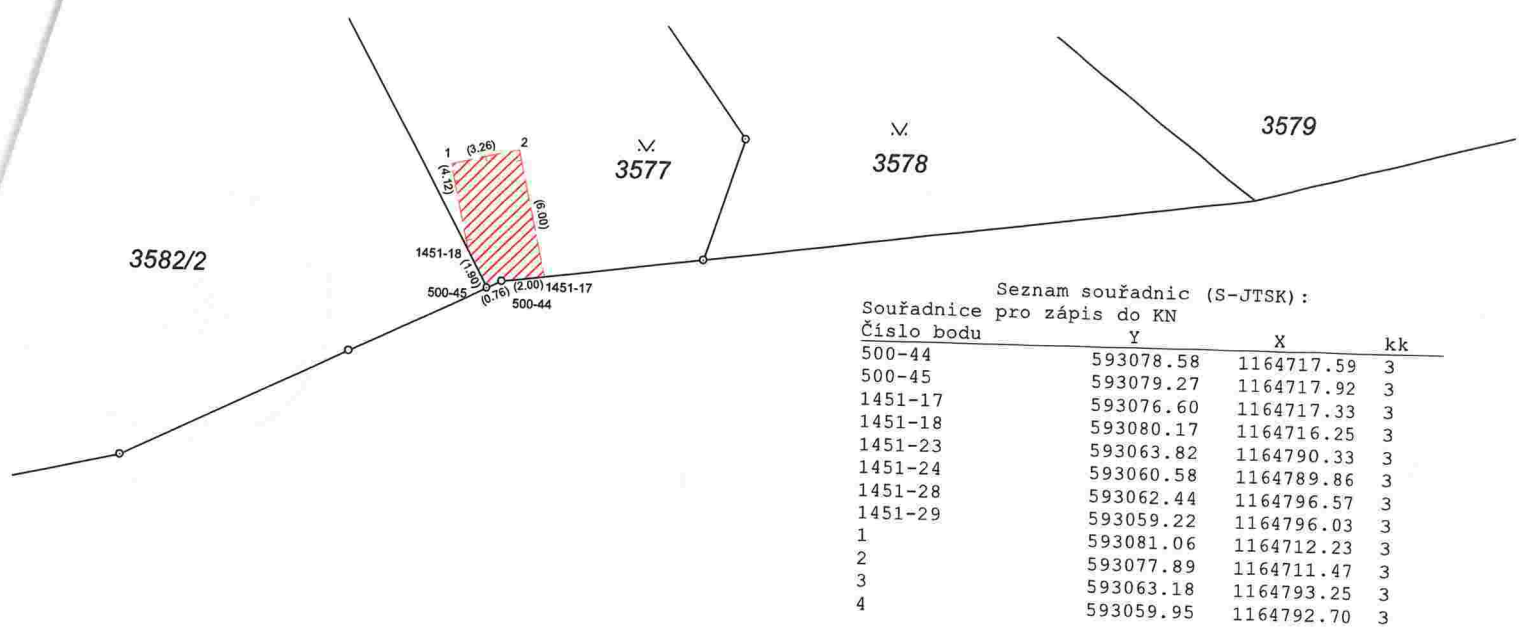 3579
3577
3578
1 (3.26) 2
(4.12)
(6.00)
3582/2
1451-18
(1.90)
500-45
(0.76)
(2.00)
1451-17
500-44
Seznam souřadnic (S-JTSK):
Souřadnice pro zápis do KN
Číslo bodu Y X kk
500-44 593078.58 1164717.59 3
500-45 593079.27 1164717.92 3
1451-17 593076.60 1164717.33 3
1451-18 593080.17 1164716.25 3
1451-23 593063.82 1164790.33 3
1451-24 593060.58 1164789.86 3
1451-28 593062.44 1164796.57 3
1451-29 593059.22 1164796.03 3
1 593081.06 1164712.23 3
2 593077.89 1164711.47 3
3 593063.18 1164793.25 3
4 593059.95 1164792.70 3